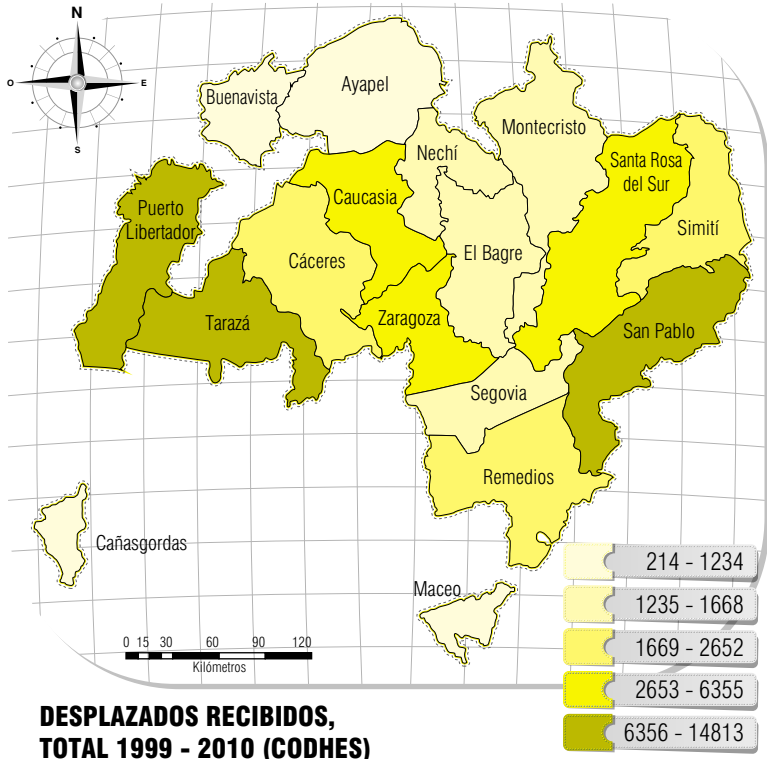 N
O
E
S
Buenavista
Ayapel
Montecristo
Nechí
Santa Rosa
del Sur
Caucasia
Puerto
Libertador
Simití
El Bagre
Cáceres
Zaragoza
Tarazá
San Pablo
Segovia
Remedios
Cañasgordas
Maceo
0 15 30 60 90 120
Kilómetros
214 - 1234
1235 - 1668
1669 - 2652
2653 - 6355
6356 - 14813
DESPLAZADOS RECIBIDOS,
TOTAL 1999 - 2010 (CODHES)